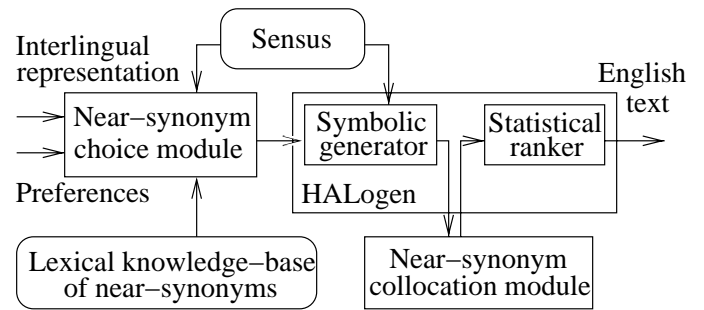 Sensus
Interlingual
representation
English
text
Near−synonym
choice module
Symbolic
generator
Statistical
ranker
Preferences
HALogen
Lexical knowledge−base
of near−synonyms
Near−synonym
collocation module